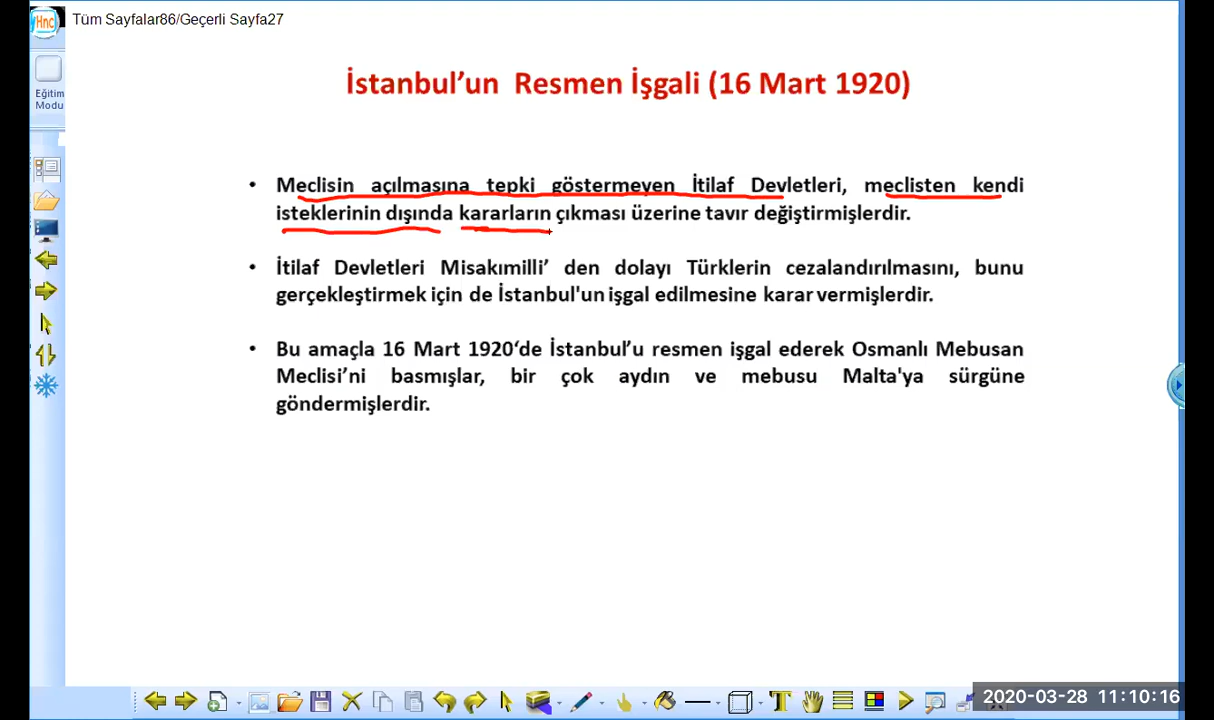 Hnc
Tüm Sayfalar86/Geçerli Sayfa27
Eğitim
Modu
İstanbul’un Resmen İşgali (16 Mart 1920)
• Meclisin açılmasına tepki göstermeyen İtilaf Devletleri, meclisten kendi
isteklerinin dışında kararların çıkması üzerine tavır değiştirmişlerdir.
• İtilaf Devletleri Misakımilli’ den dolayı Türklerin cezalandırılmasını, bunu
gerçekleştirmek için de İstanbul'un işgal edilmesine karar vermişlerdir.
• Bu amaçla 16 Mart 1920‘de İstanbul’u resmen işgal ederek Osmanlı Mebusan
Meclisi’ni basmışlar, bir çok aydın ve mebusu Malta'ya sürgüne
göndermişlerdir.
2020-03-28 11:10:16